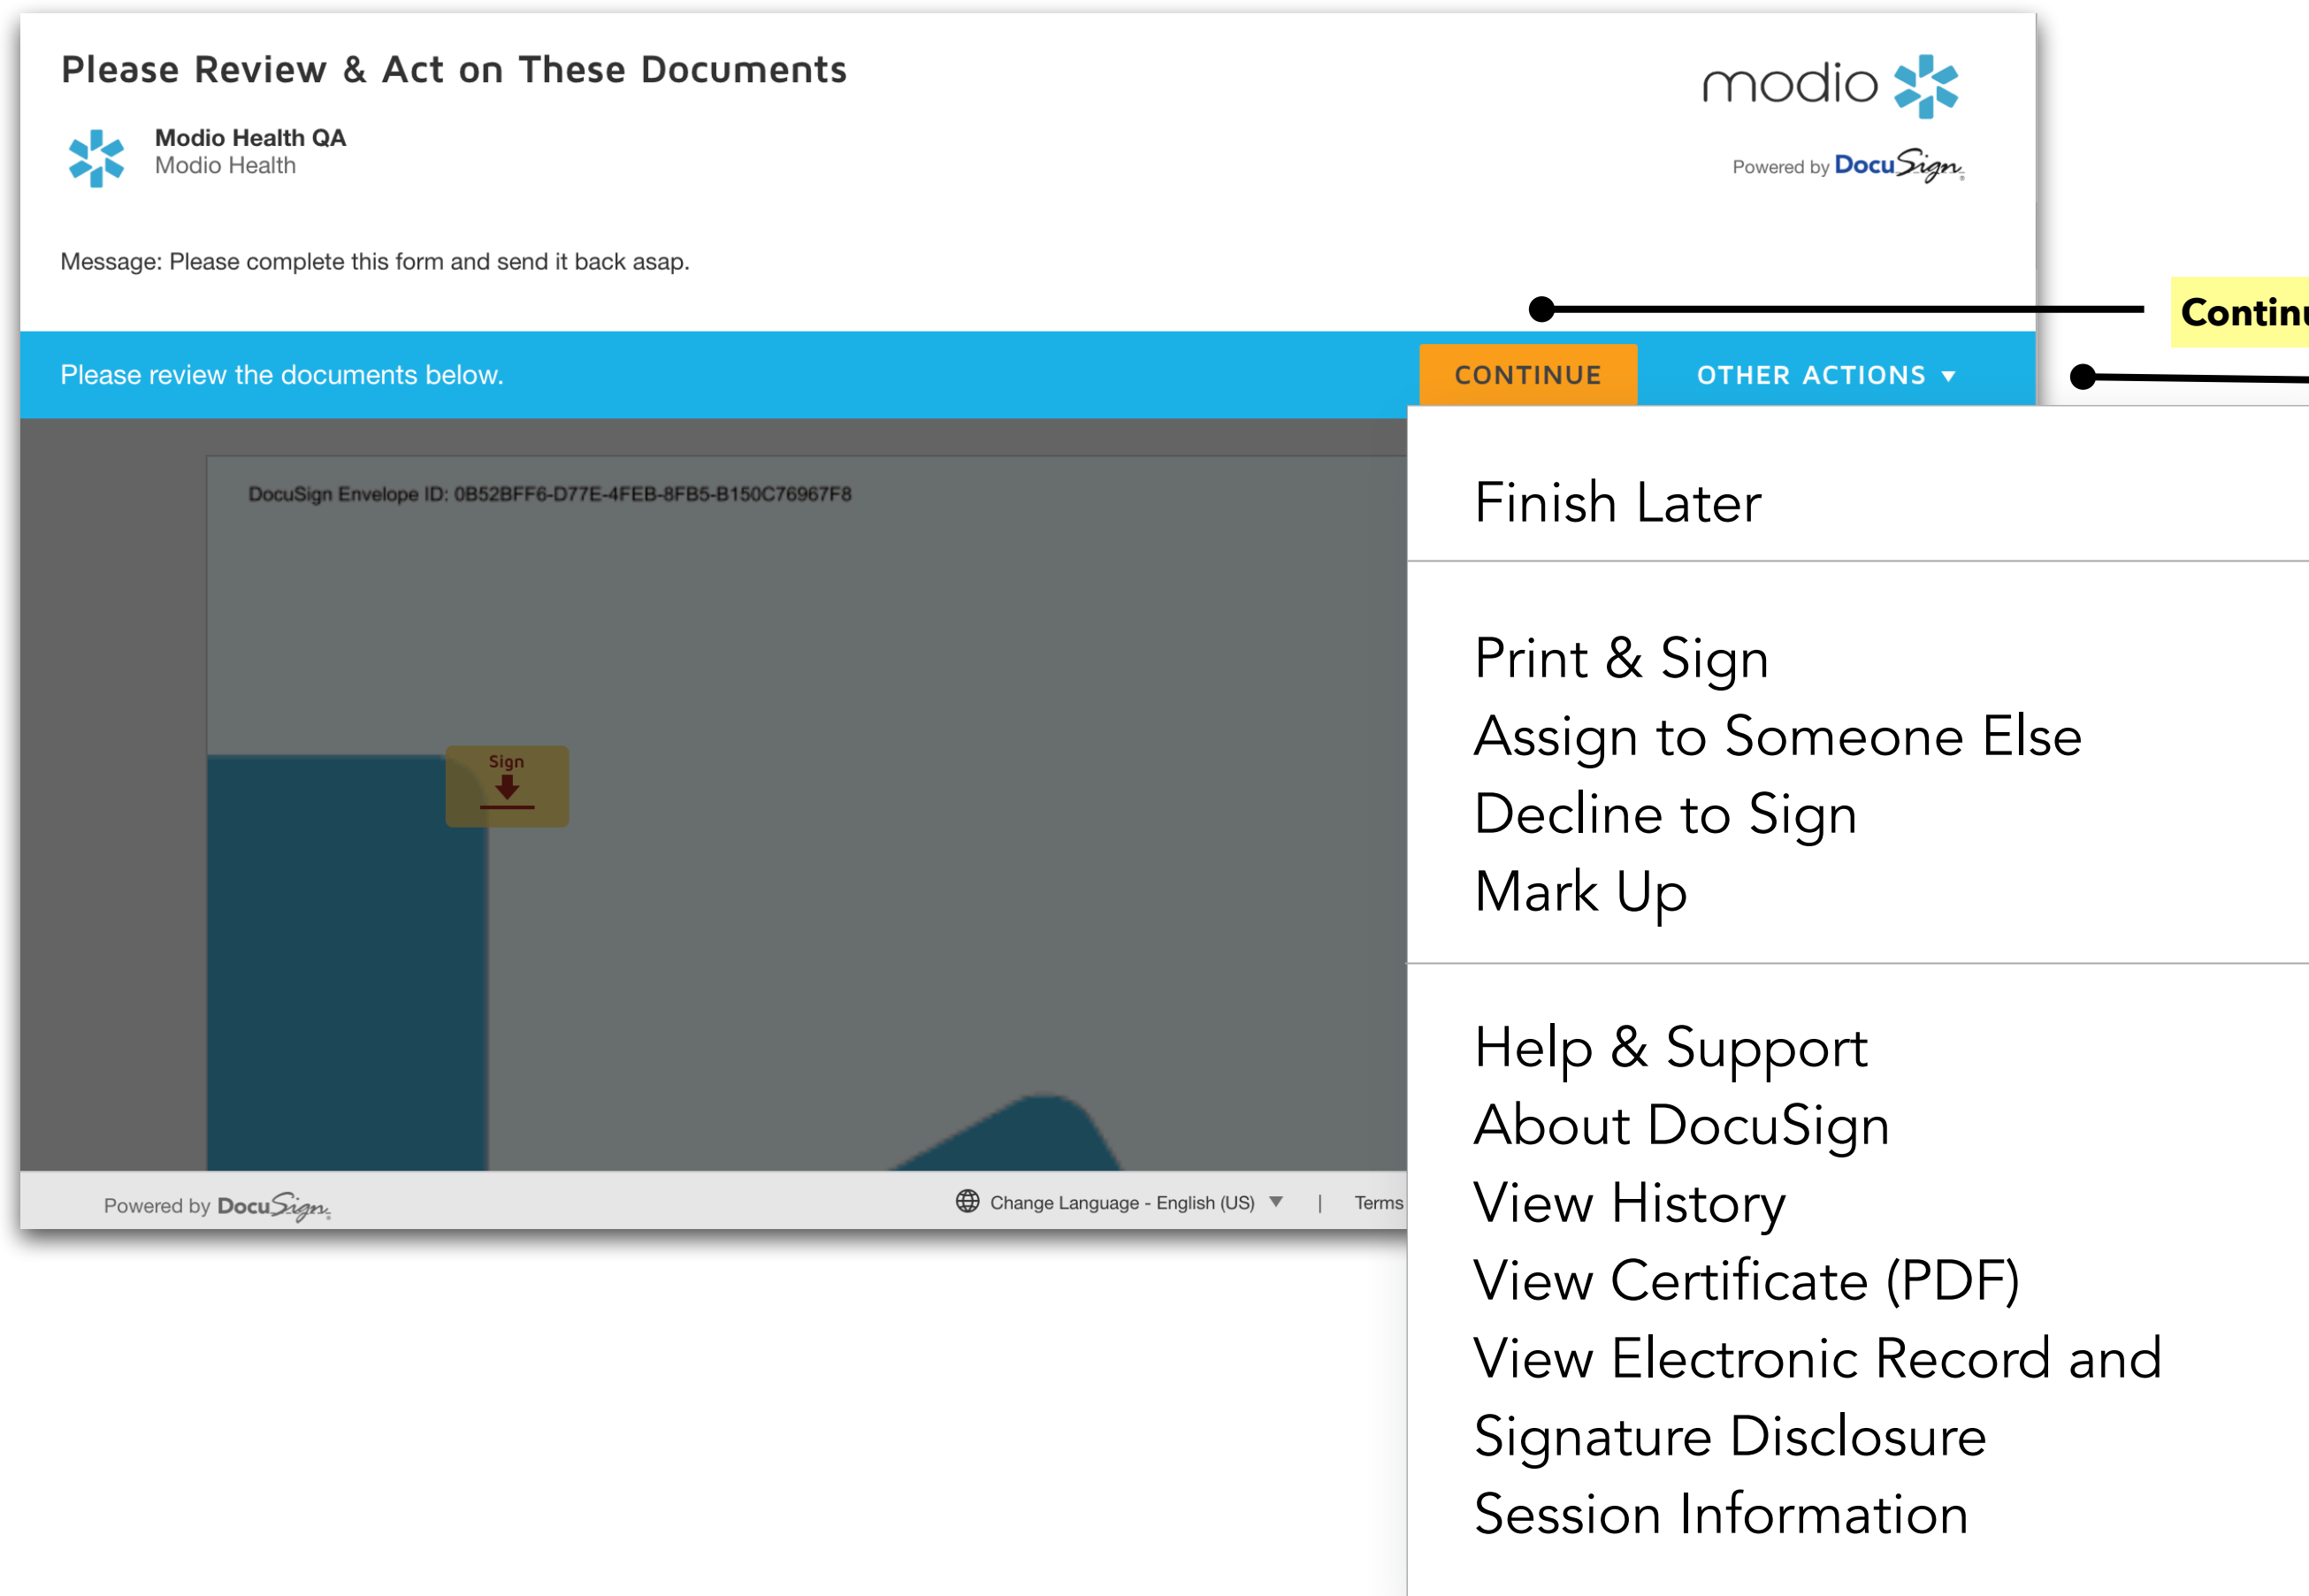 Please Review & Act on These Documents
modio
Modio Health QA
Modio Health
Powered by DocuSign
Message: Please complete this form and send it back asap.
Please review the documents below.
CONTINUE
OTHER ACTIONS
DocuSign Envelope ID: 0B52BFF6-D77E-4FEB-8FB5-B150C76967F8
Sign
Finish Later
Print & Sign
Assign to Someone Else
Decline to Sign
Mark Up
Help & Support
About DocuSign
View History
View Certificate (PDF)
View Electronic Record and
Signature Disclosure
Session Information
Powered by DocuSign
Change Language - English (US) | Terms